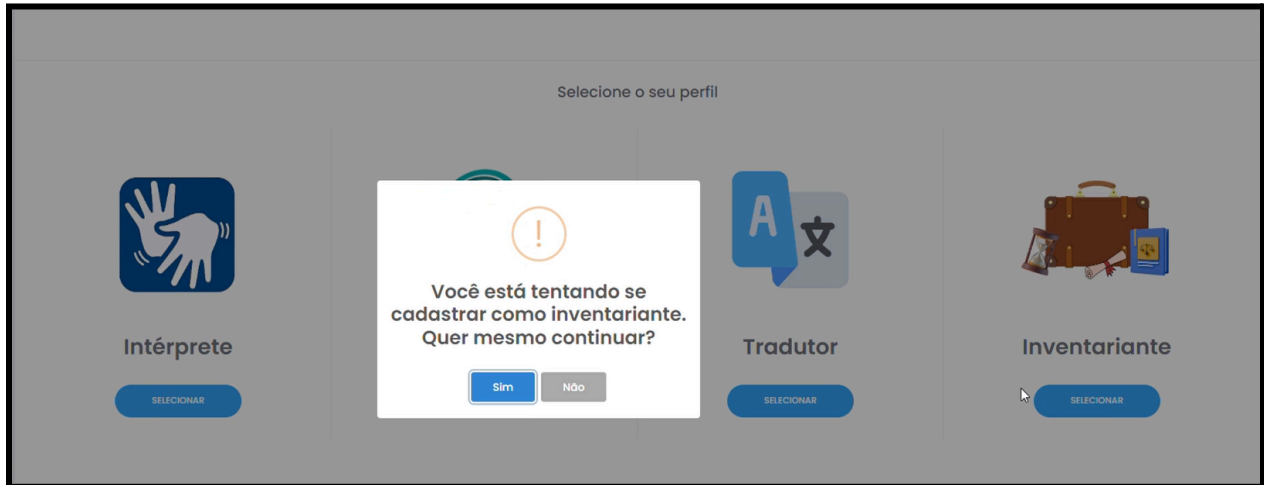 Selecione o seu perfil
Você está tentando se
cadastrar como inventariante.
Quer mesmo continuar?
Sim Não
Intérprete
SELECIONAR
A 文
Tradutor
SELECIONAR
Inventariante
SELECIONAR